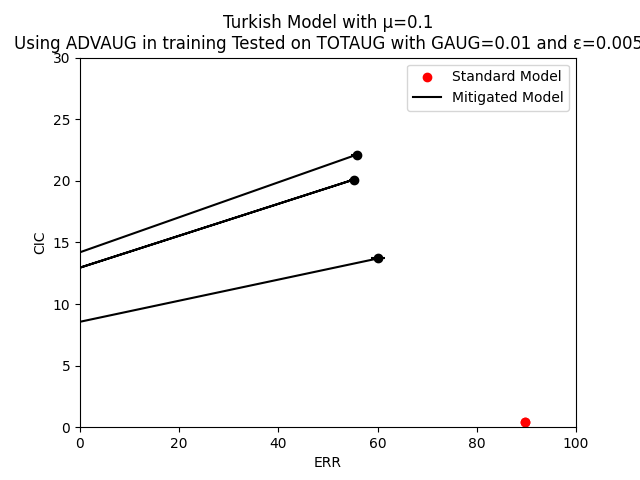 Turkish Model with μ=0.1
Using ADVAUG in training Tested on TOTAUG with GAUG=0.01 and ε=0.005
Standard Model
Mitigated Model
30
25
20
15
10
5
0
CIC
0 20 40 60 80 100
ERR